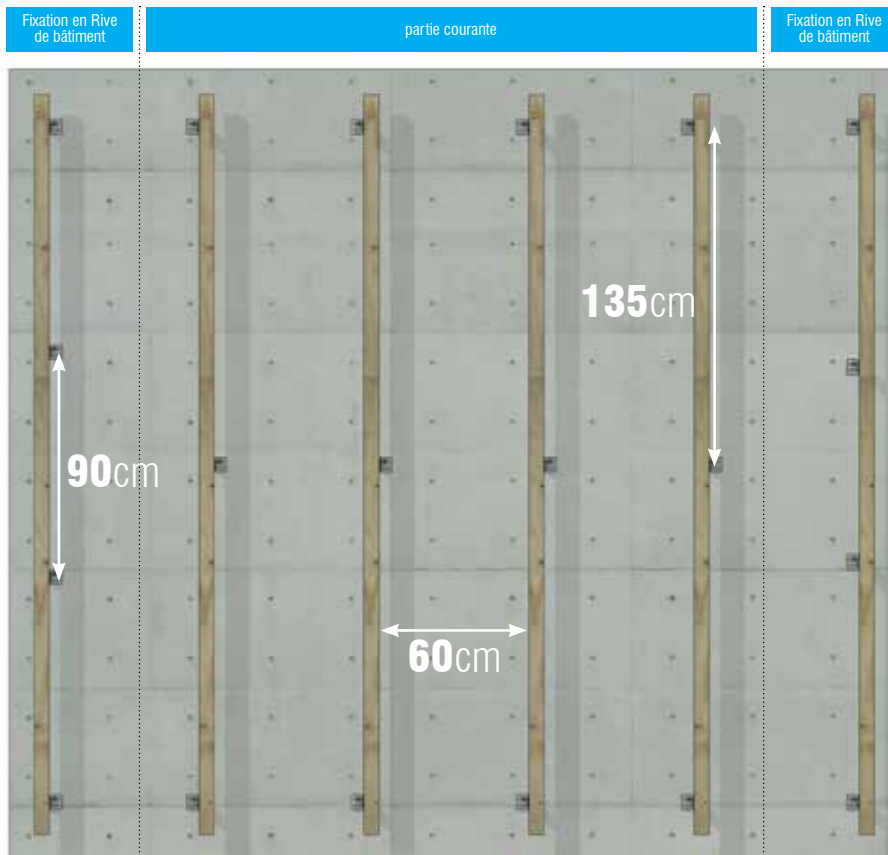 Fixation en Rive
de bâtiment
partie courante
Fixation en Rive
de bâtiment
135cm
90cm
60cm